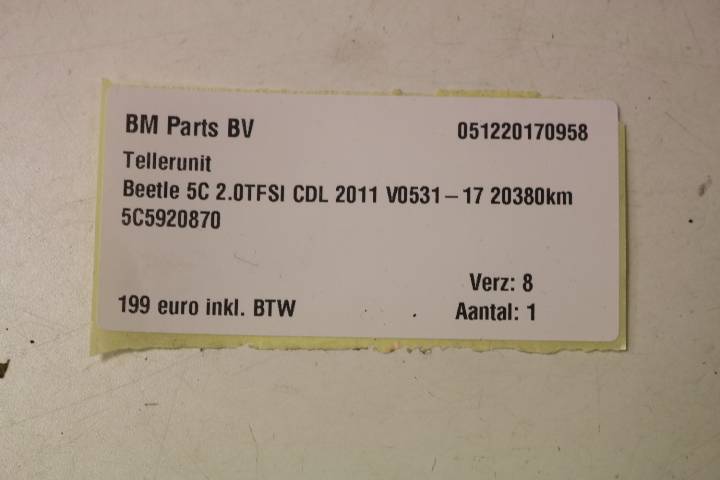 BM Parts BV 051220170958
Tellerunit
Beetle 5C 2.0TFSI CDL 2011 V0531-17 20380km
5C5920870
Verz: 8
199 euro inkl. BTW Aantal: 1